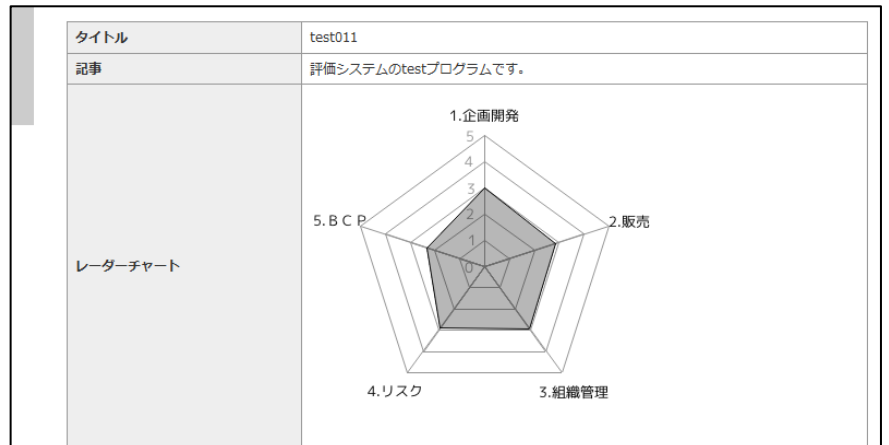 タイトル
test011
記事
評価システムのtestプログラムです。
レーダーチャート
1.企画開発
5
4
3
2
1
0
2.販売
3.組織管理
4.リスク
5.ＢＣＰ